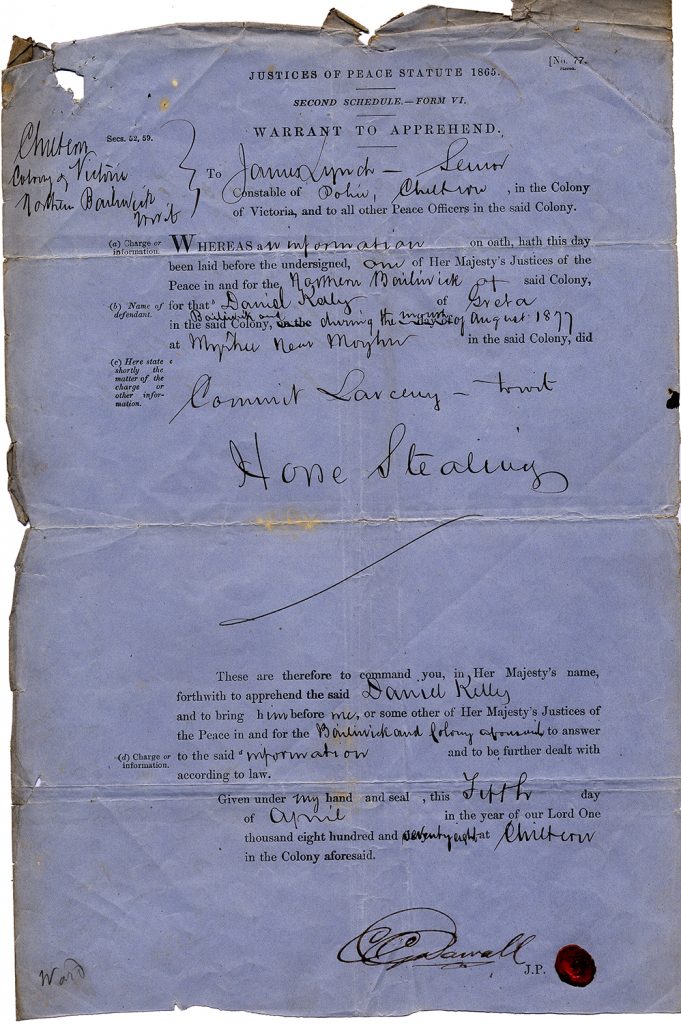 [No. 77.
JUSTICES OF PEACE STATUTE 1865.
SECOND SCHEDULE.—FORM VI.
WARRANT TO APPREHEND.
Chiltern
Colony of Victoria
Northern Bailiwick
to wit
Secs. 52, 59.
To James Lynch – Senior
Constable of Police, Chiltern, in the Colony
of Victoria, and to all other Peace Officers in the said Colony.
(a) Charge or
information.
WHEREAS an information on oath, hath this day
been laid before the undersigned, one of Her Majesty's Justices of the
Peace in and for the Northern Bailiwick of said Colony,
(b) Name of
defendant.
for that b Daniel Kelly of Greta
Bailiwick and
in the said Colony, on the during the month day of of August 1877
at Myrhee Near Moyhu in the said Colony, did
(c) Here state
shortly the
matter of the
charge or
other infor-
mation.
c
Commit Larceny – towit
Horse Stealing
These are therefore to command you, in Her Majesty's name,
forthwith to apprehend the said Daniel Kelly
and to bring him before me, or some other of Her Majesty's Justices of
the Peace in and for the Bailiwick and Colony aforesaid to answer
(d) Charge or
information.
to the said d information and to be further dealt with
according to law.
Given under my hand and seal, this Fifth day
of April in the year of our Lord One
thousand eight hundred and seventy eight at Chiltern
in the Colony aforesaid.
J.P.
Ward